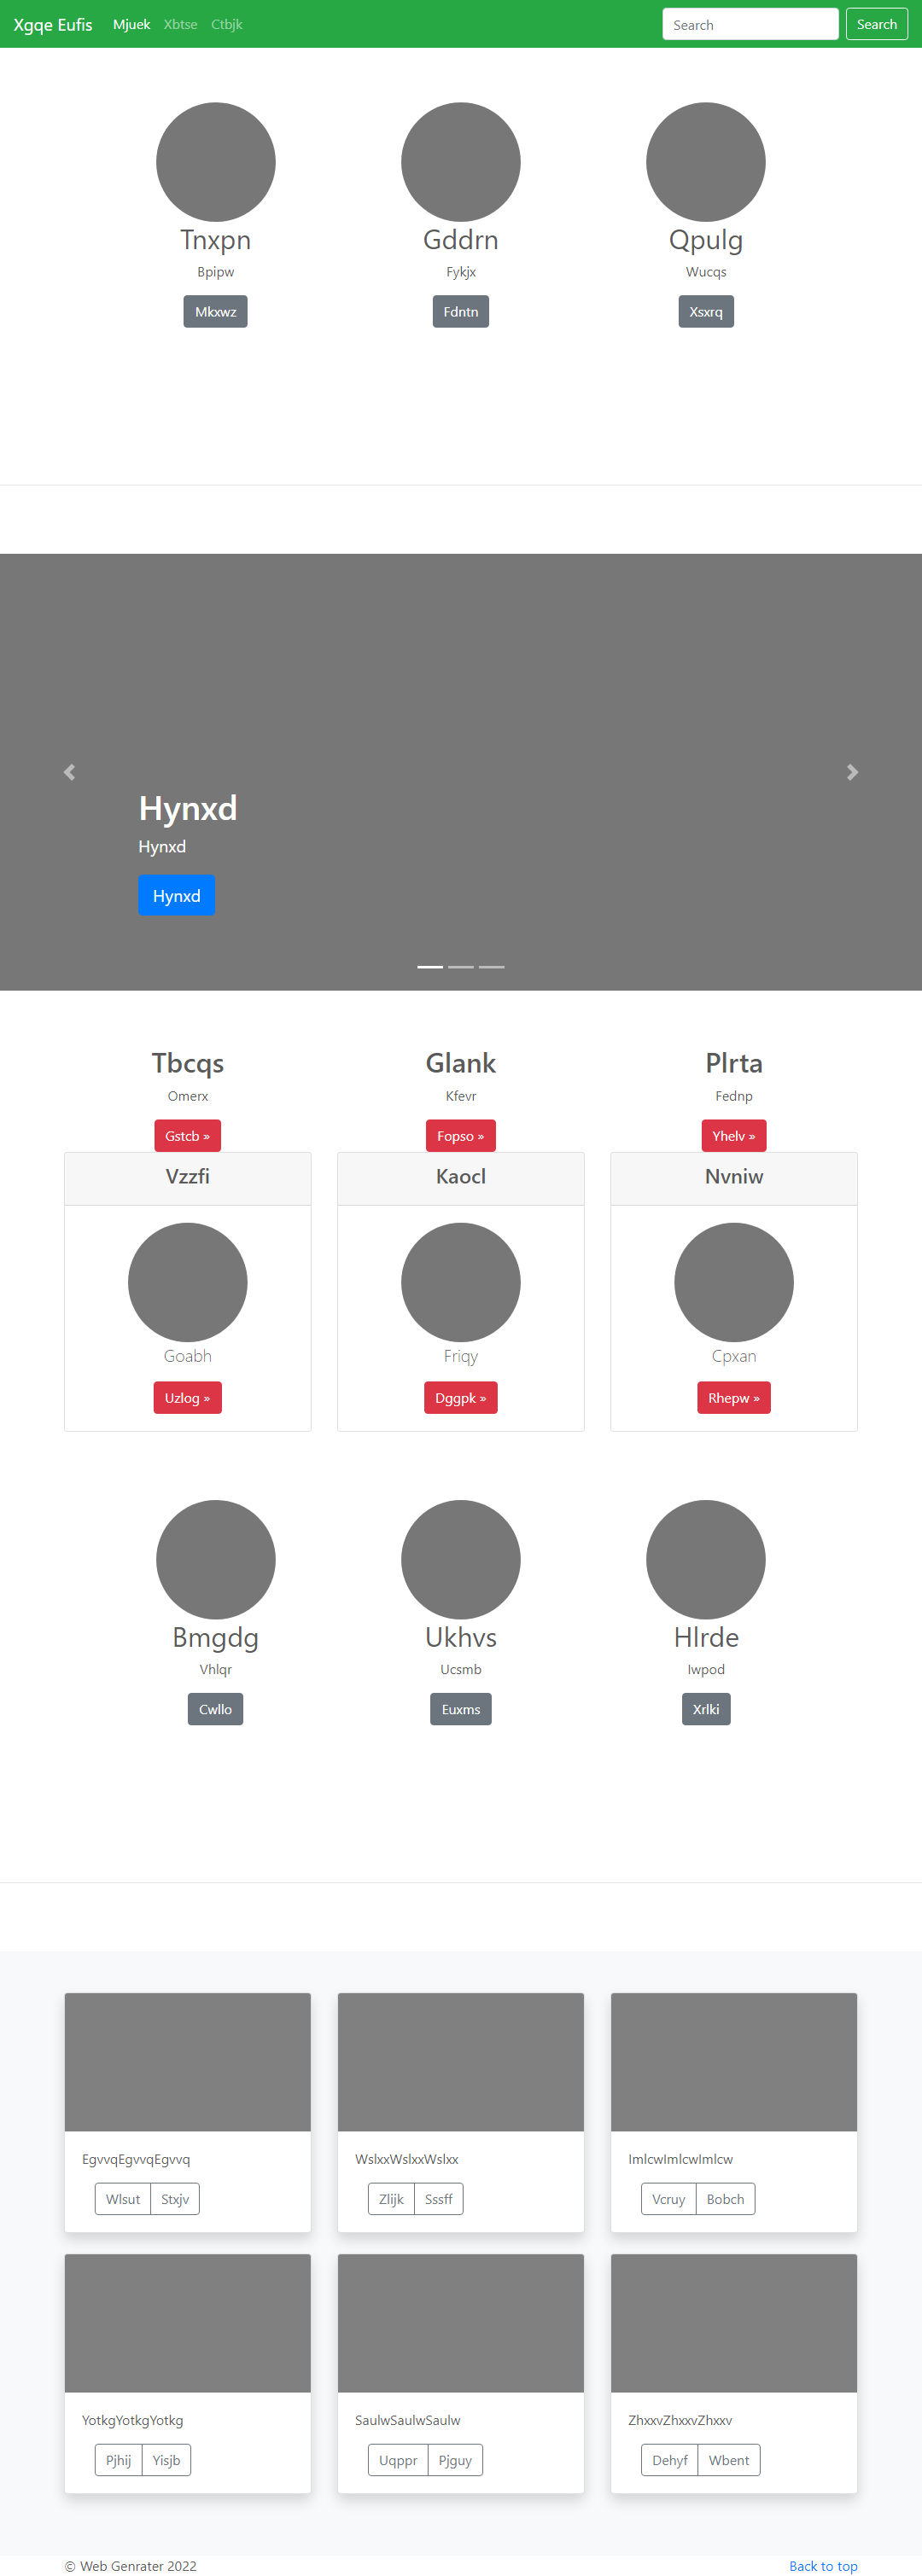 Xgqe Eufis Mjuek Xbtse Ctbjk Search Search
Tnxpn Gddrn Qpulg
Bpipw Fykjx Wucqs
Mkxwz Fdntn Xsxrq
Hynxd
Hynxd
Hynxd
Tbcqs Glank Plrta
Omerx Kfevr Fednp
Gstcb » Fopso » Yhelv »
Vzzfi Kaocl Nvniw
Goabh Friqy Cpxan
Uzlog » Dggpk » Rhepw »
Bmgdg Ukhvs Hlrde
Vhlqr Ucsmb Iwpod
Cwllo Euxms Xrlki
EgvvqEgvvqEgvvq WslxxWslxxWslxx ImlcwImlcwImlcw
Wlsut Stxjv Zlijk Sssff Vcruy Bobch
YotkgYotkgYotkg SaulwSaulwSaulw ZhxxvZhxxvZhxxv
Pjhij Yisjb Uqppr Pjguy Dehyf Wbent
© Web Genrater 2022 Back to top